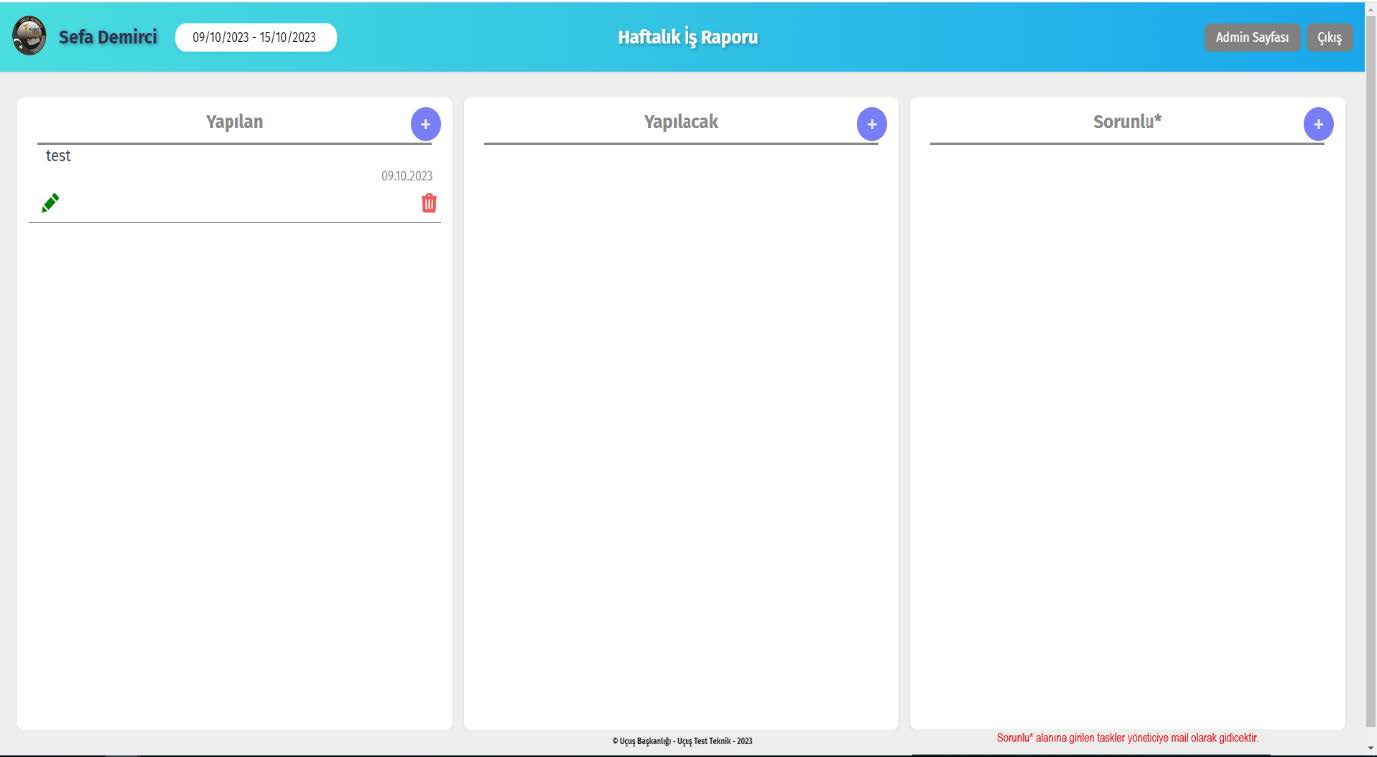 Sefa Demirci
09/10/2023 - 15/10/2023
Haftalık İş Raporu
Admin Sayfası
Çıkış
Yapılan
+
test
09.10.2023
Yapılacak
+
Sorunlu*
+
© Uçuş Başkanlığı - Uçuş Test Teknik - 2023
Sorunlu* alanına girilen taskler yöneticiye mail olarak gidicektir.